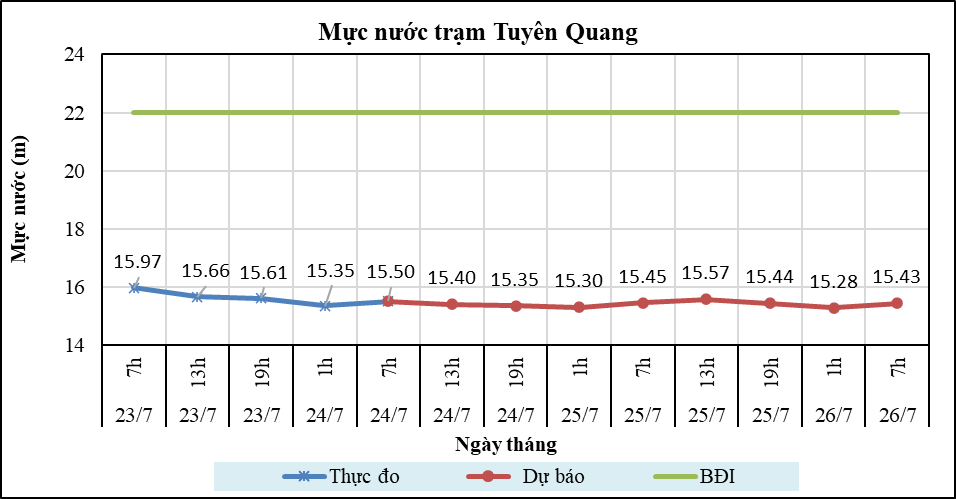 Mực nước trạm Tuyên Quang
Mực nước (m)
24
22
20
18
16
14
15.97 15.66 15.61 15.35 15.50 15.40 15.35 15.30 15.45 15.57 15.44 15.28 15.43
7h 13h 19h 1h 7h 13h 19h 1h 7h 13h 19h 1h 7h
23/7 23/7 23/7 24/7 24/7 24/7 24/7 25/7 25/7 25/7 25/7 26/7 26/7
Ngày tháng
Thực đo Dự báo BĐI